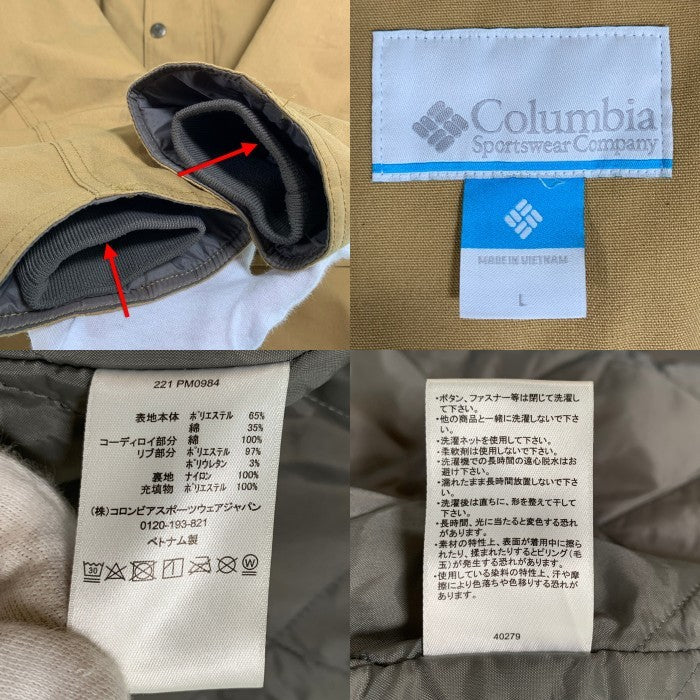 Columbia
Sportswear Company
MADE IN VIETNAM
L
221 PM0984
表地本体 ポリエステル 65%
綿 35%
コーディロイ部分 綿 100%
リブ部分 ポリエステル 97%
ポリウレタン 3%
裏地 ナイロン 100%
充填物 ポリエステル 100%
(株)コロンビアスポーツウェアジャパン
0120-193-821
ベトナム製
30
W
・ボタン、ファスナー等は閉じて洗濯し
て下さい。
・他の商品と一緒に洗濯しないで下
さい。
・洗濯ネットを使用して下さい。
・柔軟剤は使用しないで下さい。
・洗濯機での長時間の遠心脱水はお
避け下さい。
・濡れたまま長時間放置しないで下
さい。
・洗濯後は直ちに、形を整えて干して
下さい。
・長時間、光に当たると変色する恐れ
があります。
・素材の特性上、表面が着用中に擦ら
れたり、揉まれたりするとピリング(毛
玉)が発生する恐れがあります。
・使用している染料の特性上、汗や摩
擦により色落ちや色移りする恐れが
あります。
40279